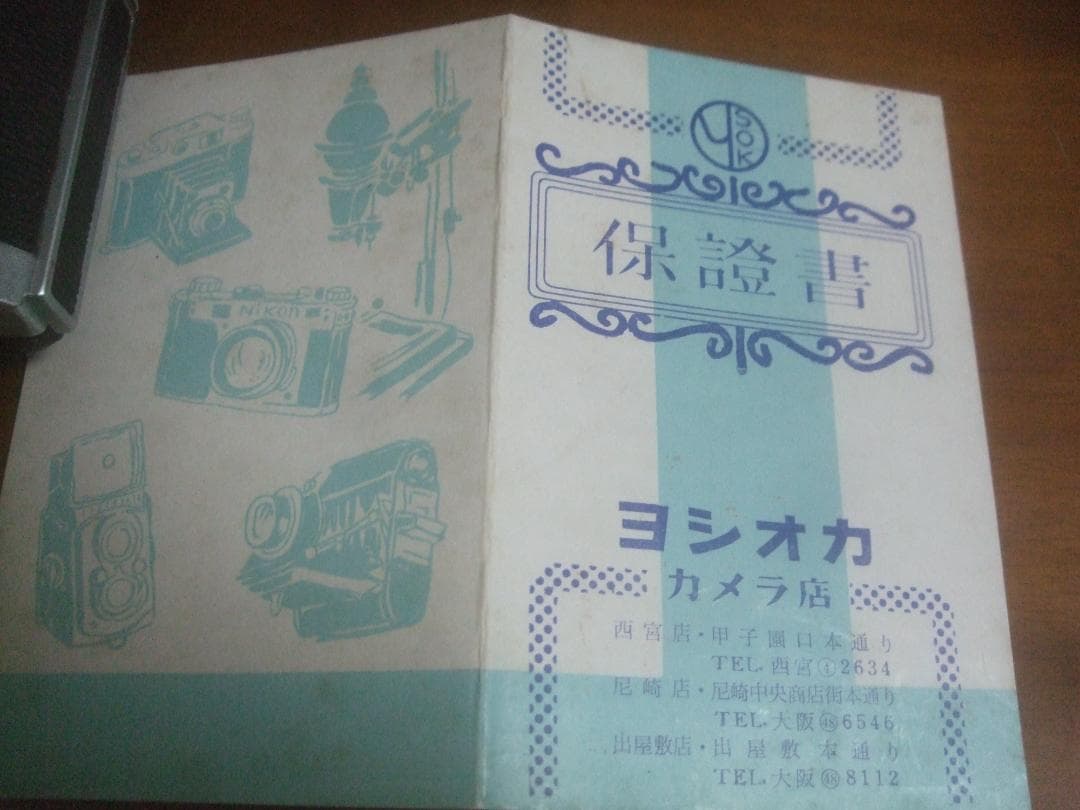 YSOK
保證書
ヨシオカ
カメラ店
西宮店・甲子園口本通り
TEL.西宮④2634
尼崎店・尼崎中央商店街本通り
TEL.大阪㊽6546
出屋敷店・出屋敷本通り
TEL.大阪㊽8112
NIKON